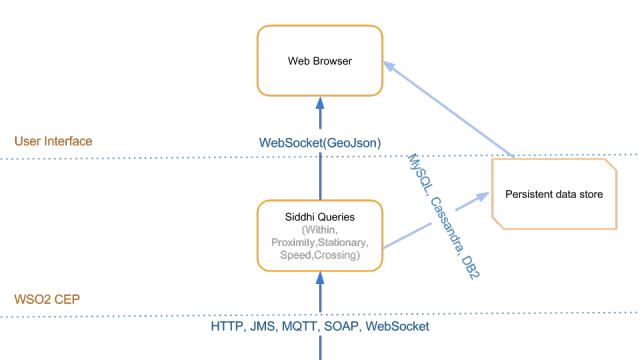 Web Browser
User Interface
WebSocket(GeoJson)
MySQL, Cassandra, DB2
Persistent data store
Siddhi Queries
(Within,
Proximity,Stationary,
Speed,Crossing)
WSO2 CEP
HTTP, JMS, MQTT, SOAP, WebSocket